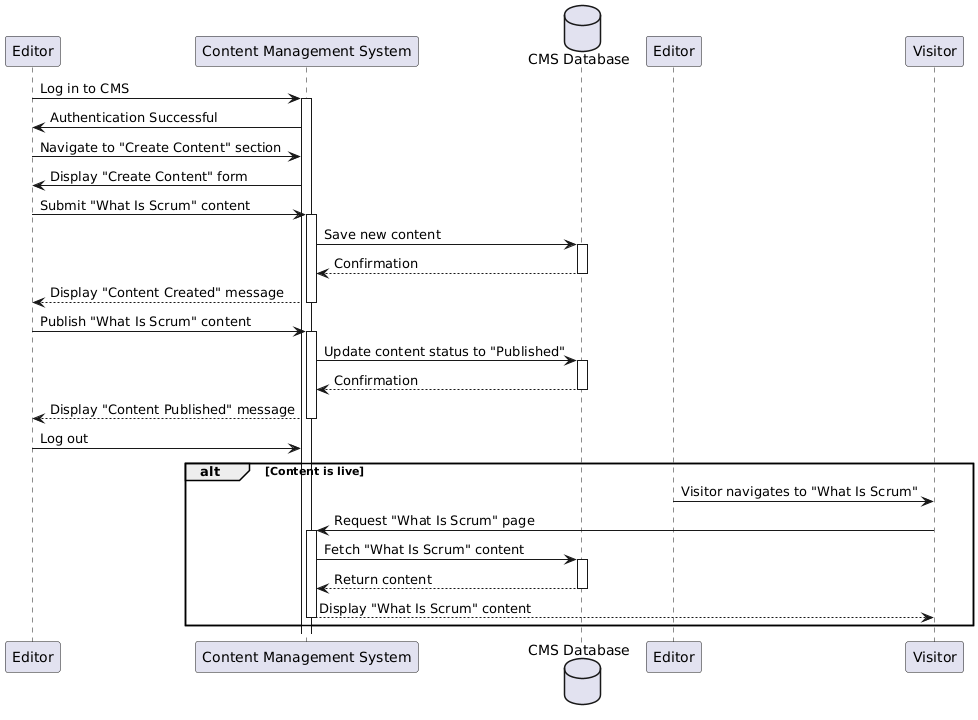 Editor
Content Management System
CMS Database
Editor
Visitor
Log in to CMS
Authentication Successful
Navigate to "Create Content" section
Display "Create Content" form
Submit "What Is Scrum" content
Save new content
Confirmation
Display "Content Created" message
Publish "What Is Scrum" content
Update content status to "Published"
Confirmation
Display "Content Published" message
Log out
alt [Content is live]
Visitor navigates to "What Is Scrum"
Request "What Is Scrum" page
Fetch "What Is Scrum" content
Return content
Display "What Is Scrum" content
Editor
Content Management System
CMS Database
Editor
Visitor